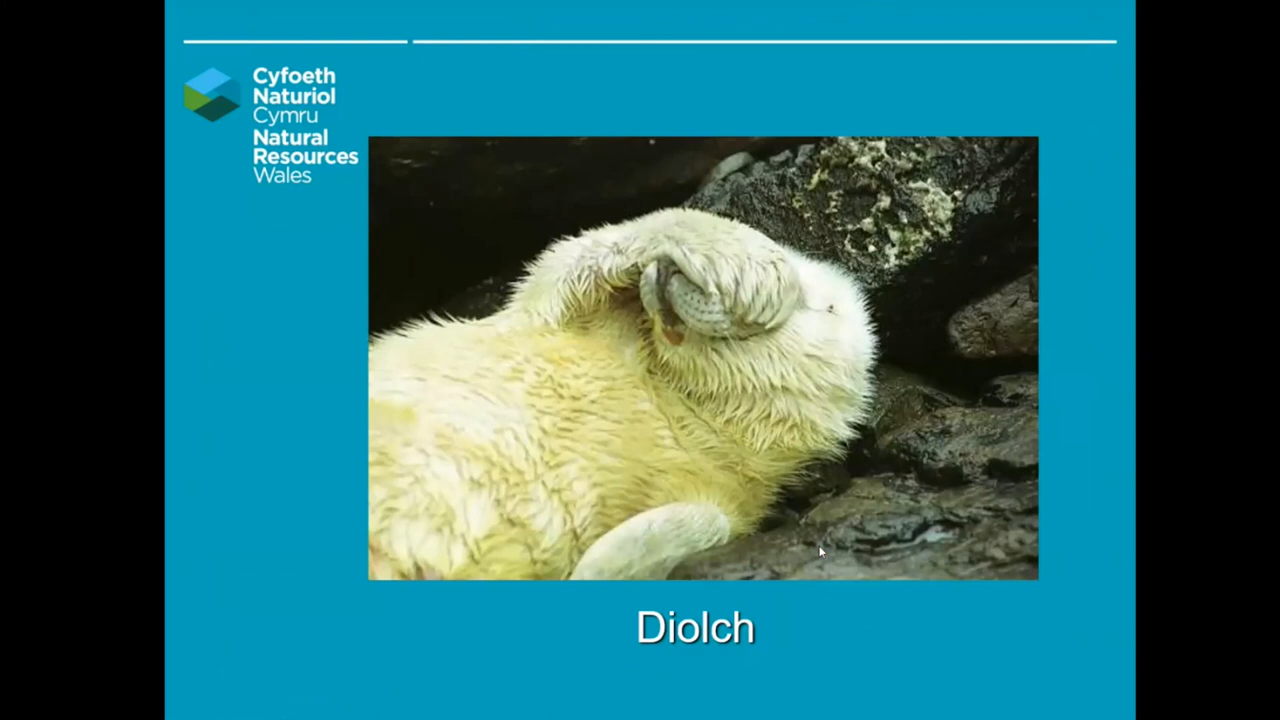 Cyfoeth
Naturiol
Cymru
Natural
Resources
Wales
Diolch